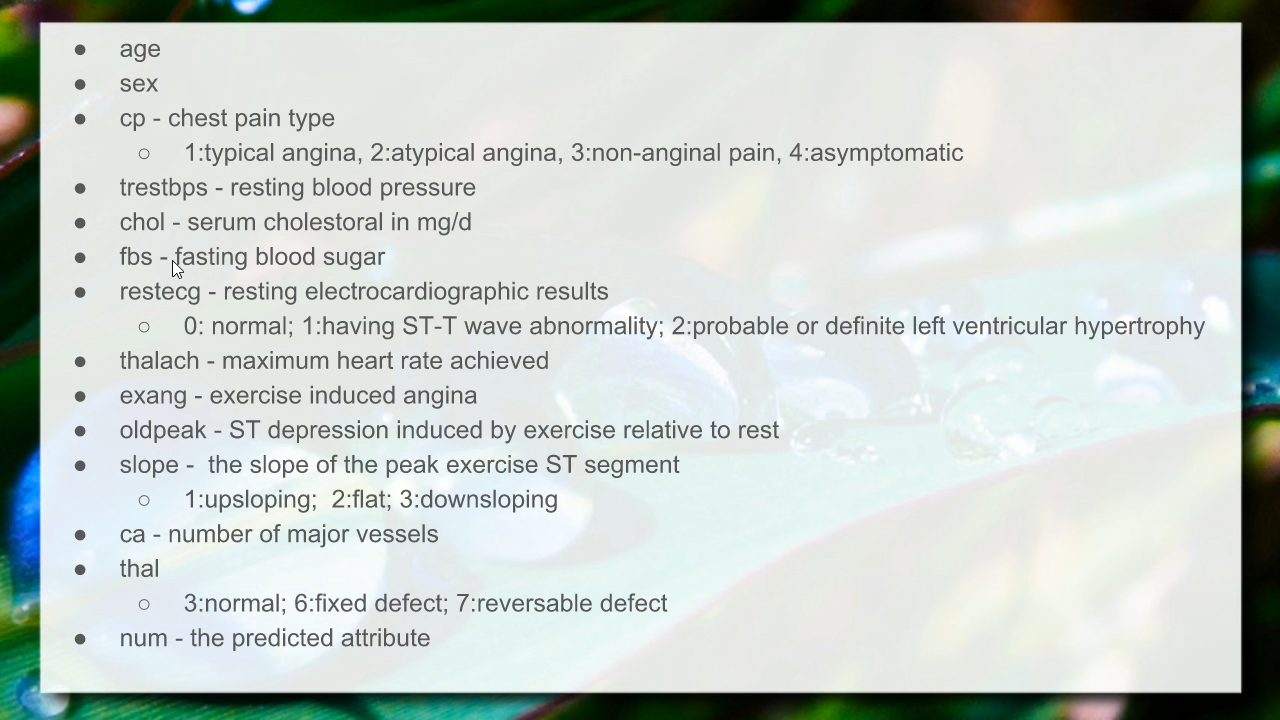 ● age
● sex
● cp - chest pain type
○ 1:typical angina, 2:atypical angina, 3:non-anginal pain, 4:asymptomatic
● trestbps - resting blood pressure
● chol - serum cholestoral in mg/d
● fbs - fasting blood sugar
● restecg - resting electrocardiographic results
○ 0: normal; 1:having ST-T wave abnormality; 2:probable or definite left ventricular hypertrophy
● thalach - maximum heart rate achieved
● exang - exercise induced angina
● oldpeak - ST depression induced by exercise relative to rest
● slope -  the slope of the peak exercise ST segment
○ 1:upsloping;  2:flat; 3:downsloping
● ca - number of major vessels
● thal
○ 3:normal; 6:fixed defect; 7:reversable defect
● num - the predicted attribute